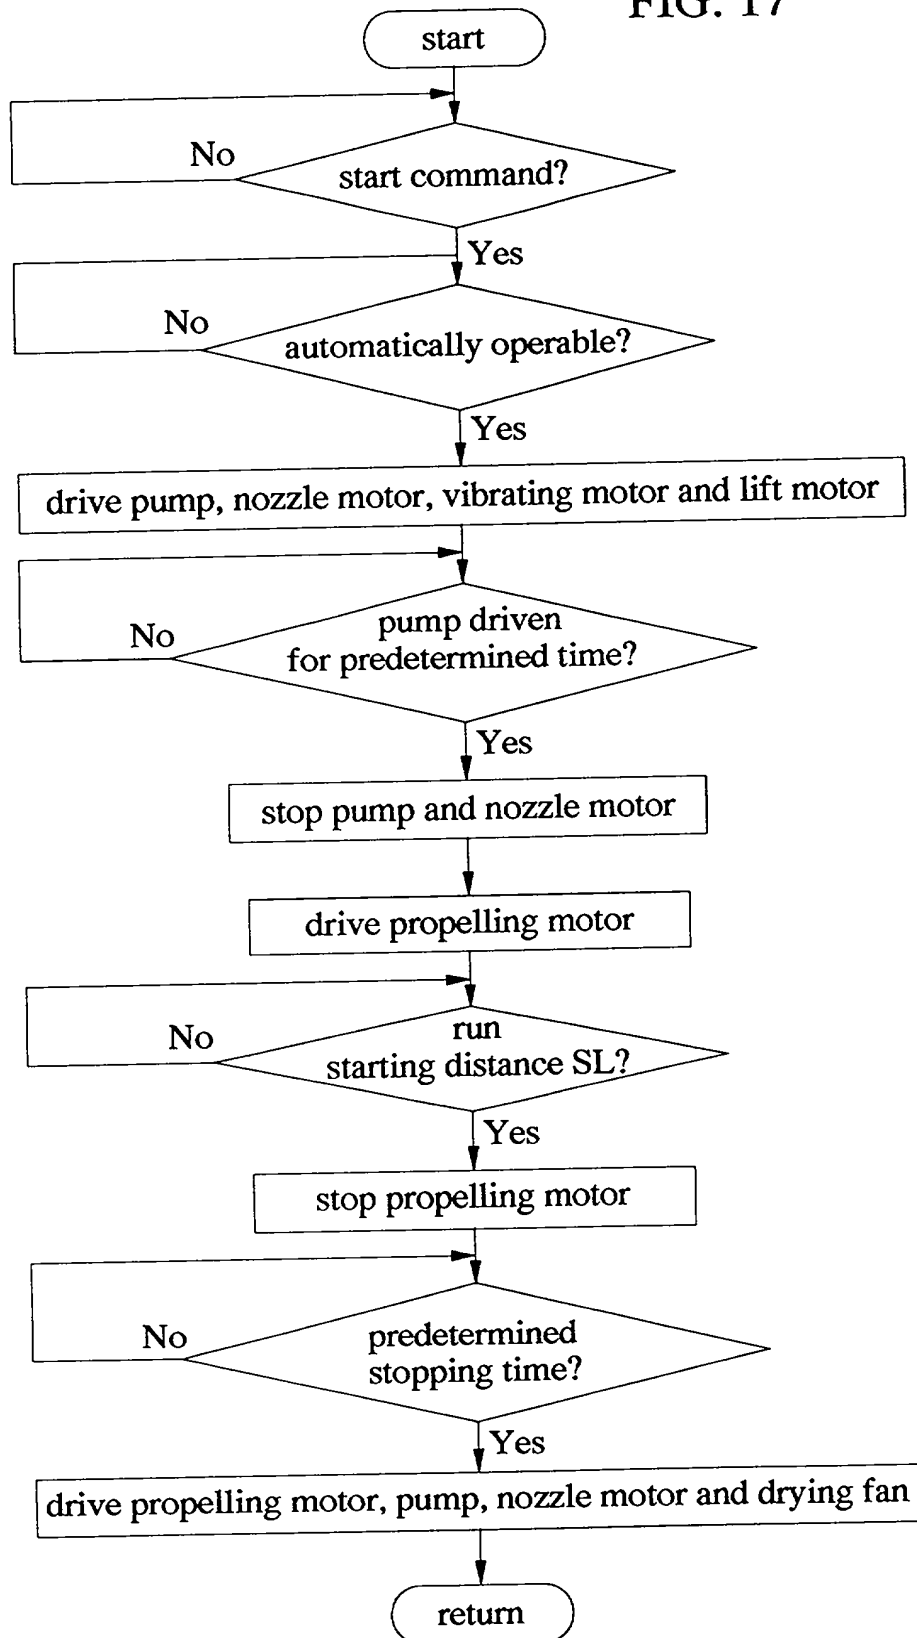 FIG. 17
start
No
start command?
Yes
No
automatically operable?
Yes
drive pump, nozzle motor, vibrating motor and lift motor
No
pump driven
for predetermined time?
Yes
stop pump and nozzle motor
drive propelling motor
No
run
starting distance SL?
Yes
stop propelling motor
No
predetermined
stopping time?
Yes
drive propelling motor, pump, nozzle motor and drying fan
return